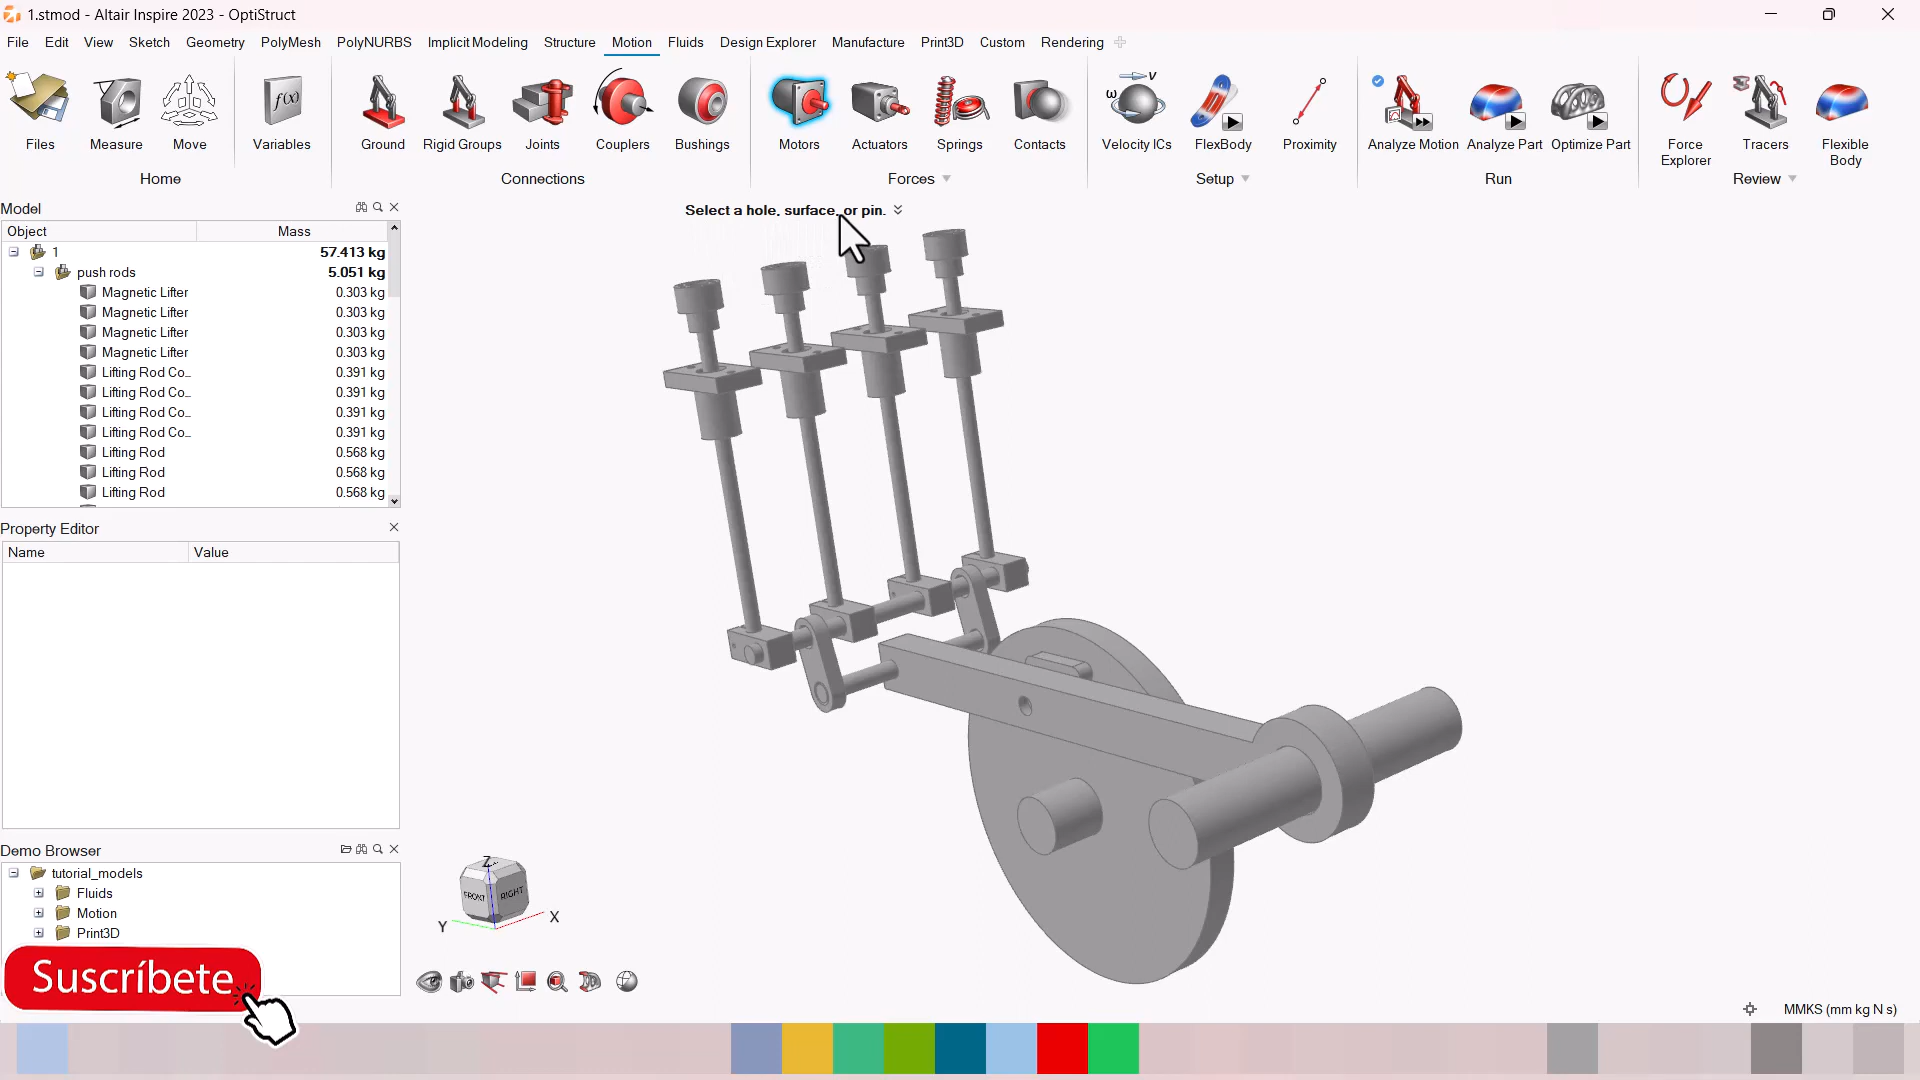 1.stmod - Altair Inspire 2023 - OptiStruct
File Edit View Sketch Geometry PolyMesh PolyNURBS Implicit Modeling Structure Motion Fluids Design Explorer Manufacture Print3D Custom Rendering
Files Measure Move Variables Ground Rigid Groups Joints Couplers Bushings Motors Actuators Springs Contacts Velocity ICs FlexBody Proximity Analyze Motion Analyze Part Optimize Part Force Explorer Tracers Flexible Body
Home Connections Forces Setup Run Review
Select a hole, surface, or pin.
Model
Object Mass
1 57.413 kg
push rods 5.051 kg
Magnetic Lifter 0.303 kg
Magnetic Lifter 0.303 kg
Magnetic Lifter 0.303 kg
Magnetic Lifter 0.303 kg
Lifting Rod Co... 0.391 kg
Lifting Rod Co... 0.391 kg
Lifting Rod Co... 0.391 kg
Lifting Rod Co... 0.391 kg
Lifting Rod 0.568 kg
Lifting Rod 0.568 kg
Lifting Rod 0.568 kg
Property Editor
Name Value
Demo Browser
tutorial_models
Fluids
Motion
Print3D
Suscríbete
Z
FRONT RIGHT
Y X
MMKS (mm kg N s)